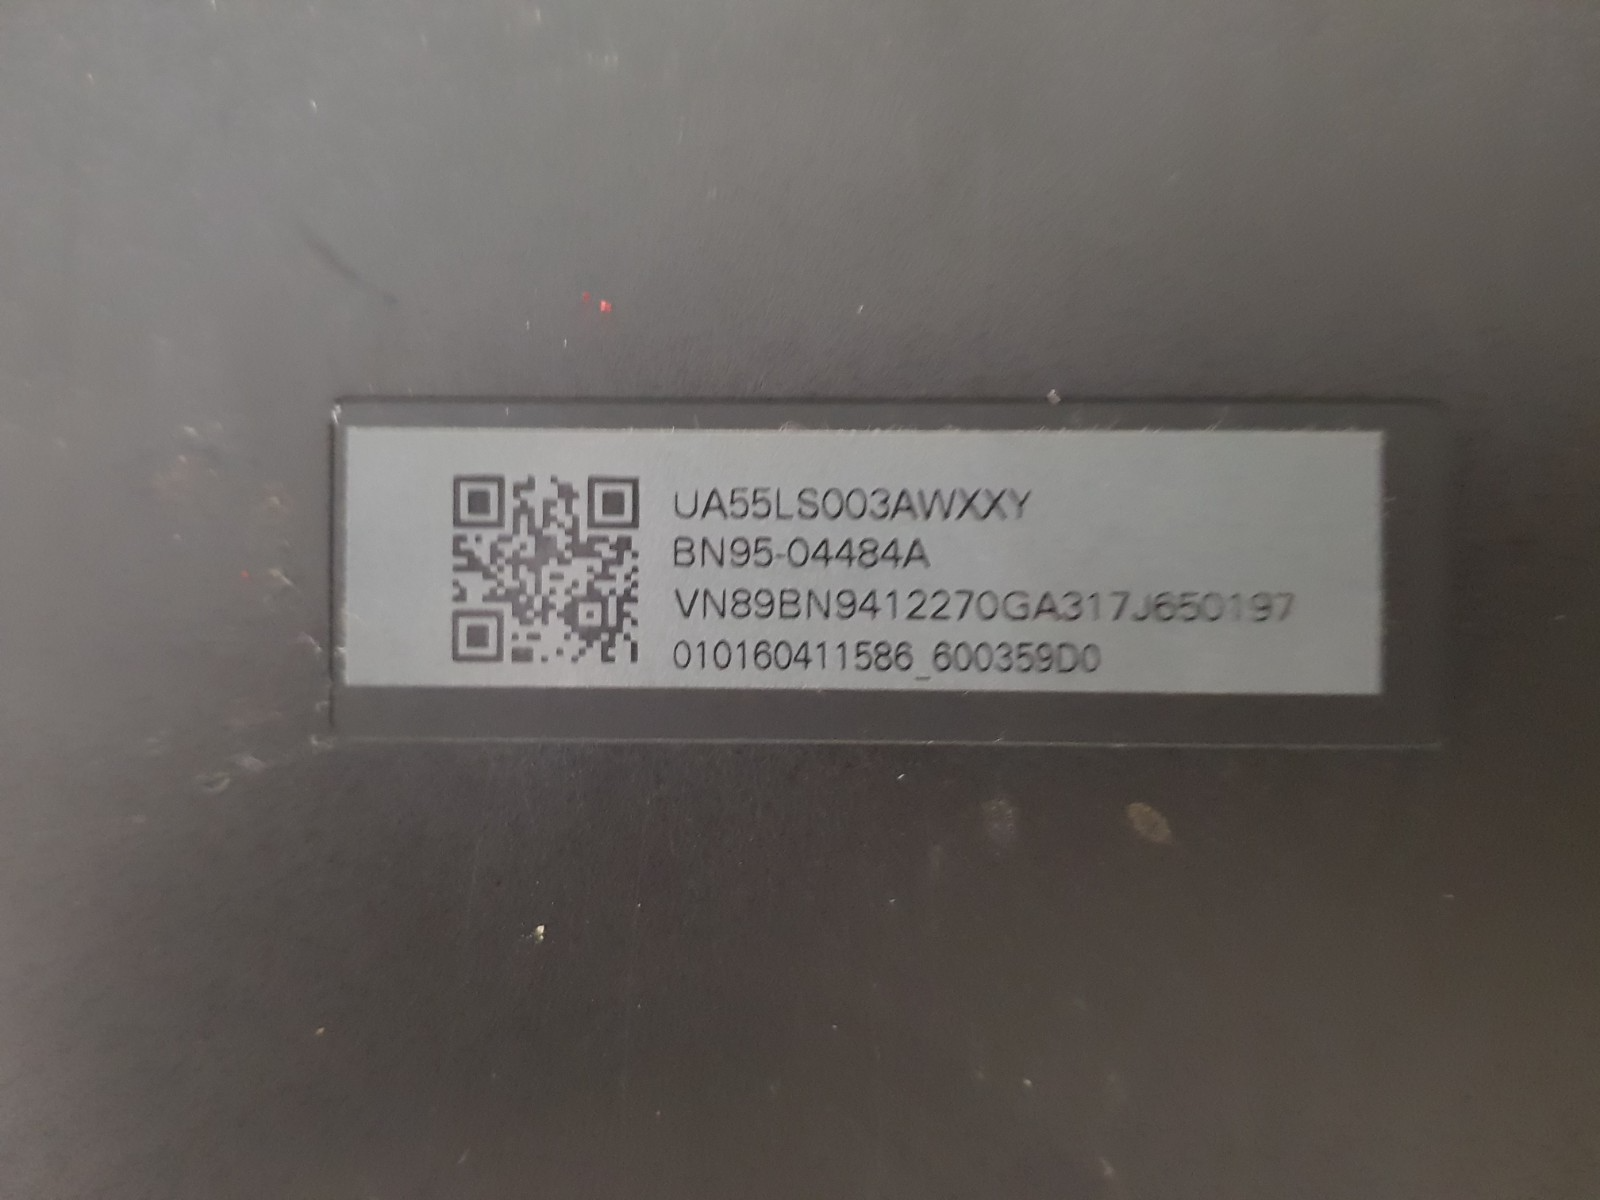 UA55LS003AWXXY
BN95-04484A
VN89BN9412270GA317J650197
010160411586_600359D0